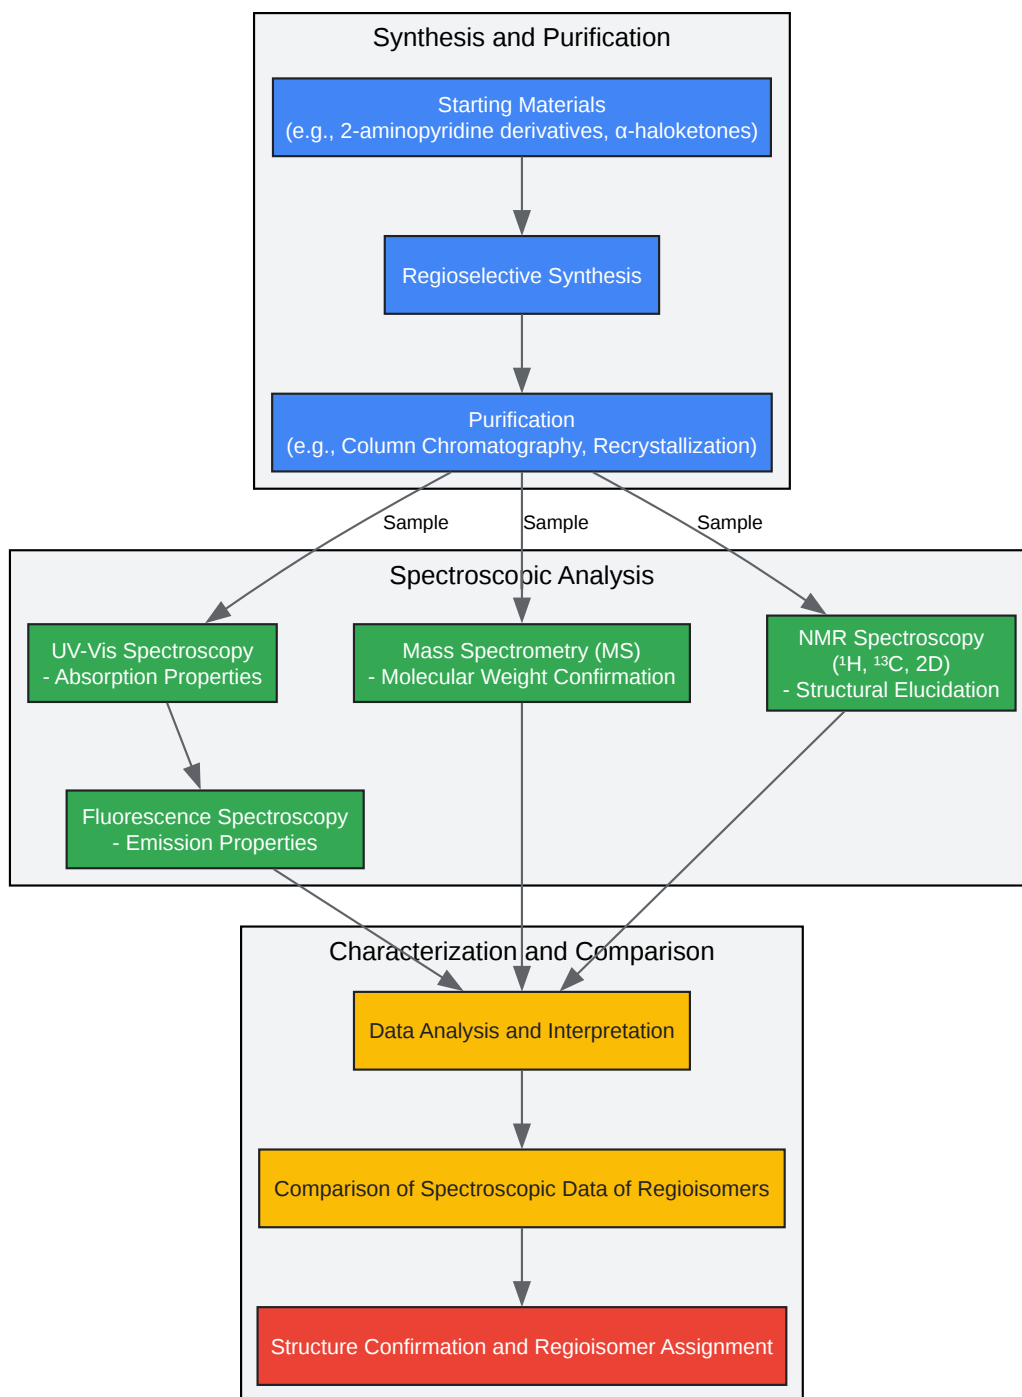 Synthesis and Purification
Starting Materials
(e.g., 2-aminopyridine derivatives, α-haloketones)
Regioselective Synthesis
Purification
(e.g., Column Chromatography, Recrystallization)
Sample
Sample
Sample
Spectroscopic Analysis
UV-Vis Spectroscopy
- Absorption Properties
Mass Spectrometry (MS)
- Molecular Weight Confirmation
NMR Spectroscopy
(¹H, ¹³C, 2D)
- Structural Elucidation
Fluorescence Spectroscopy
- Emission Properties
Characterization and Comparison
Data Analysis and Interpretation
Comparison of Spectroscopic Data of Regioisomers
Structure Confirmation and Regioisomer Assignment